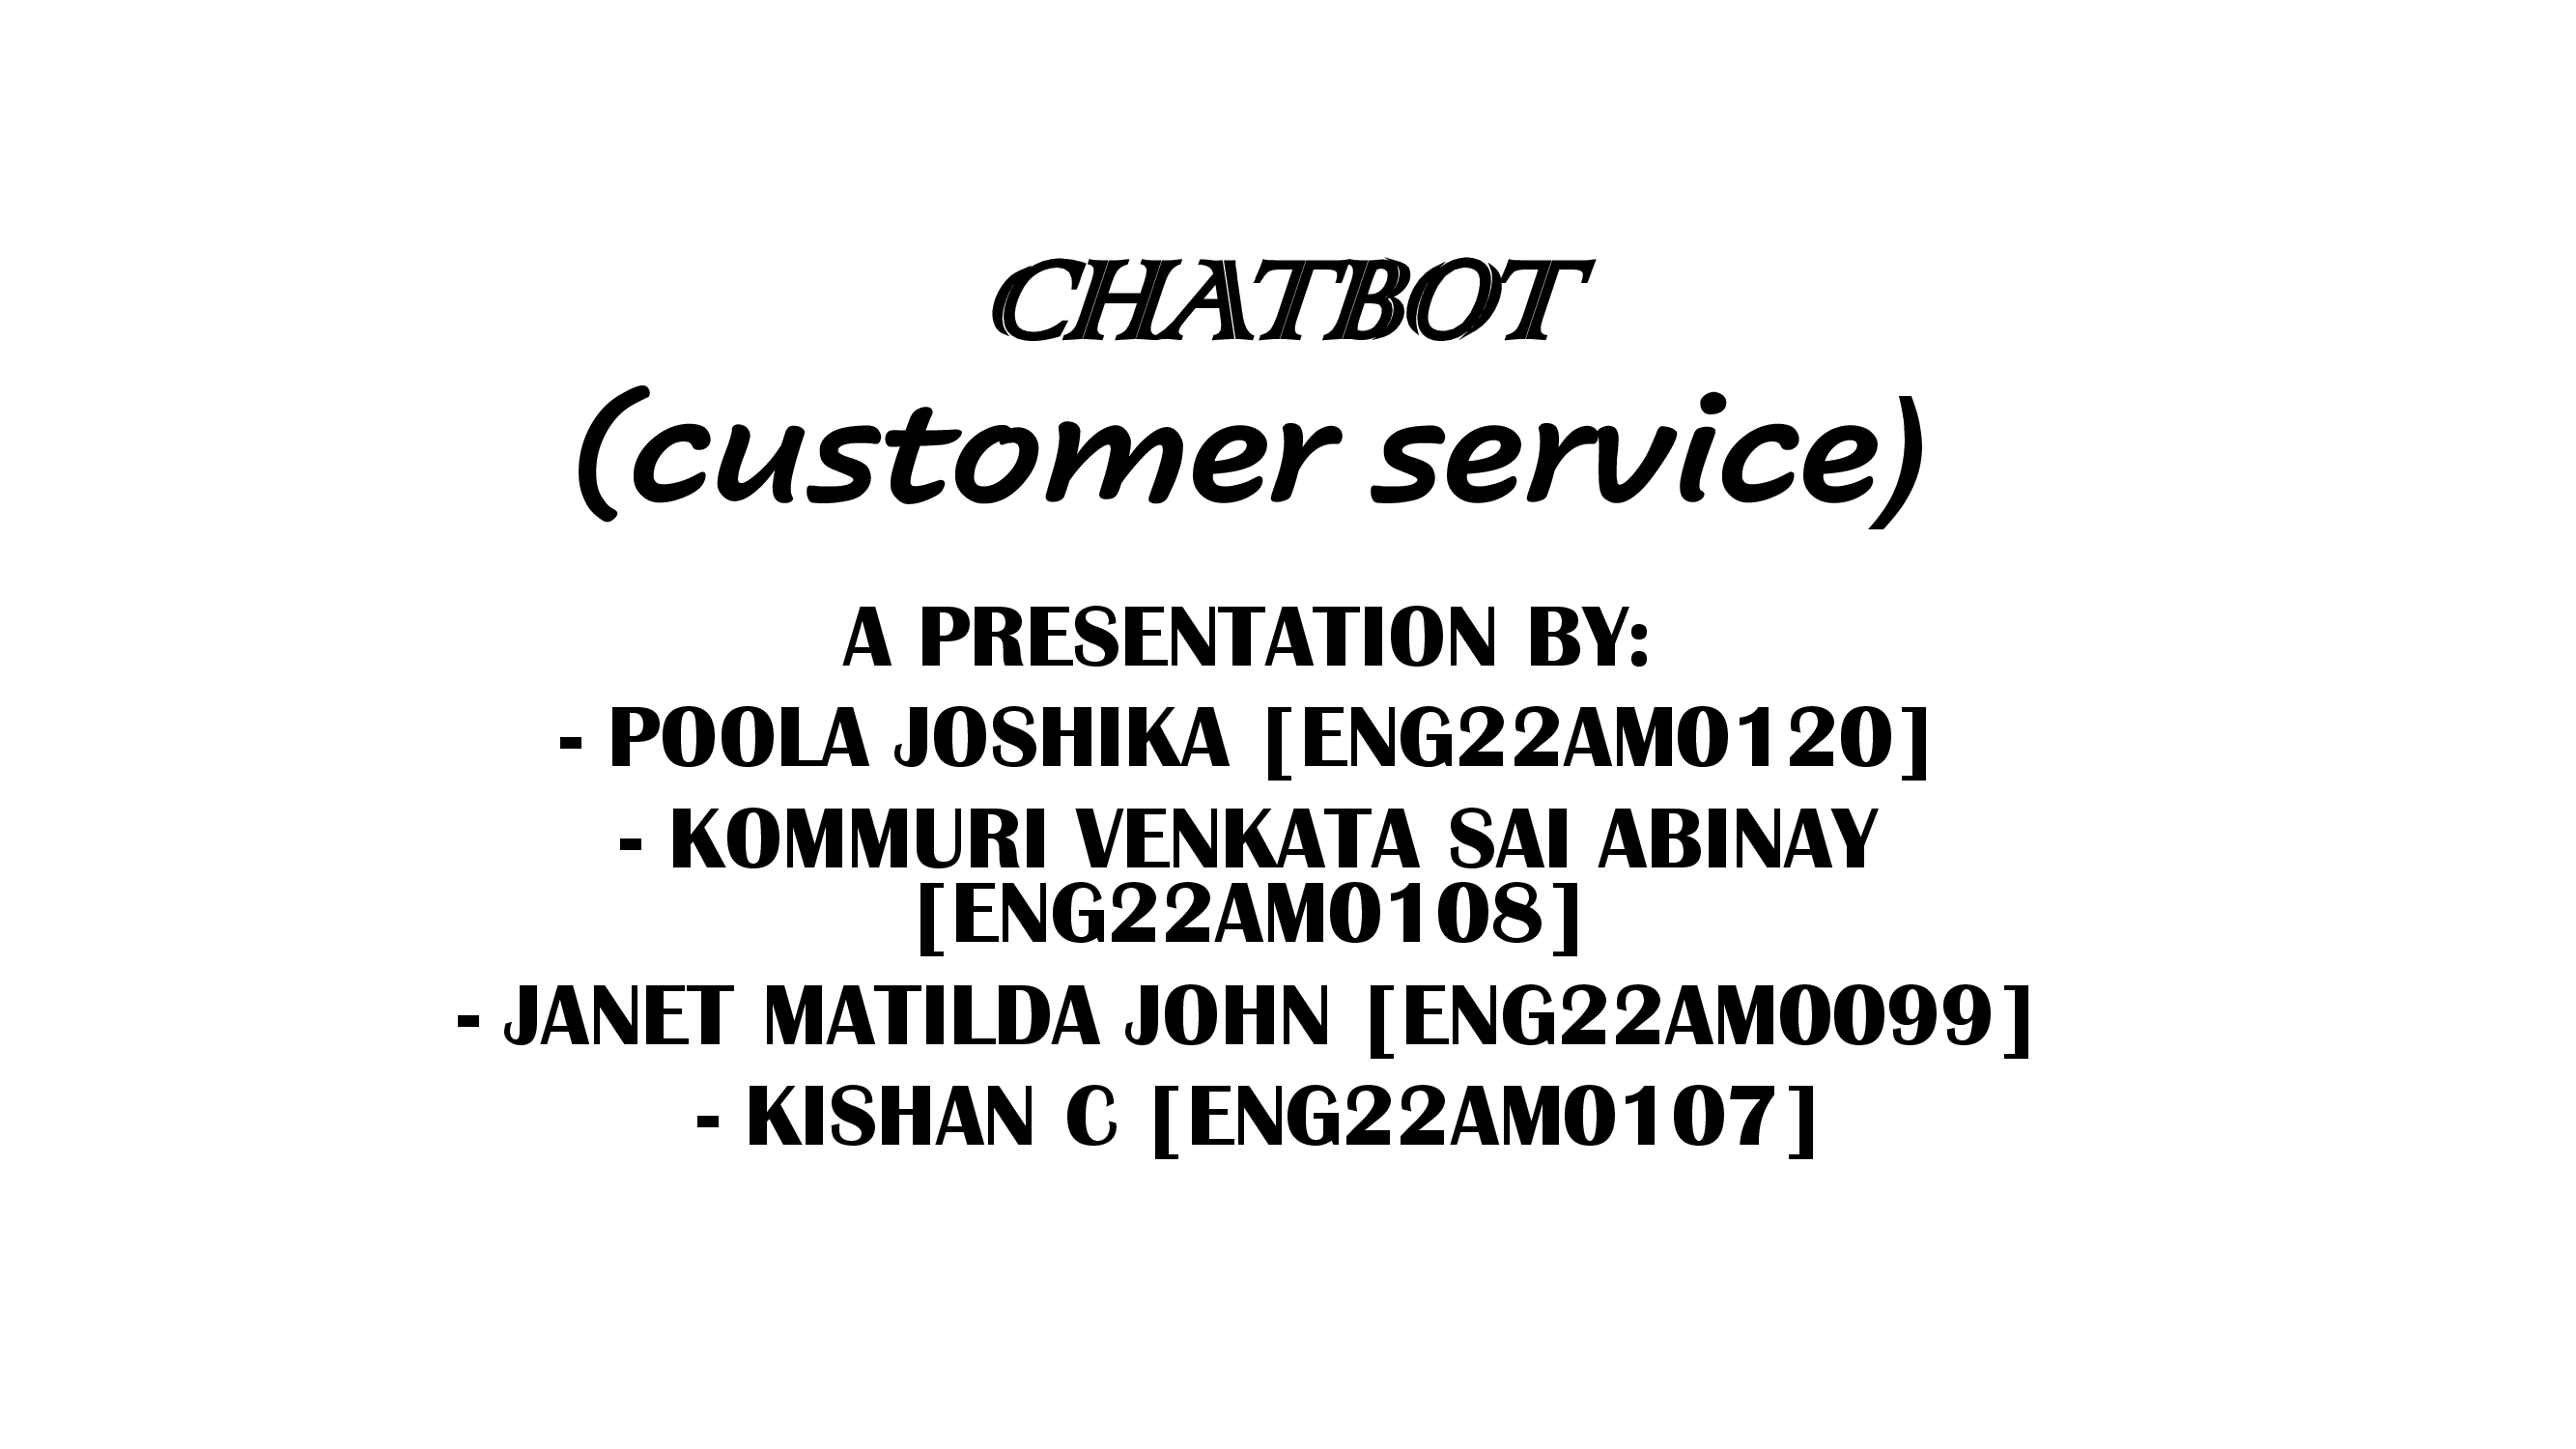 CHATBOT
(customer service)
A PRESENTATION BY:
- POOLA JOSHIKA [ENG22AM0120]
- KOMMURI VENKATA SAI ABINAY
[ENG22AM0108]
- JANET MATILDA JOHN [ENG22AM0099]
- KISHAN C [ENG22AM0107]